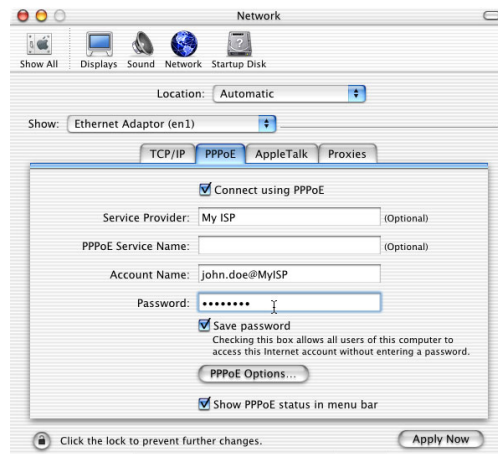 Network
Show All Displays Sound Network Startup Disk
Location: Automatic
Show: Ethernet Adaptor (en1)
TCP/IP PPPoE AppleTalk Proxies
Connect using PPPoE
Service Provider: My ISP (Optional)
PPPoE Service Name: (Optional)
Account Name: john.doe@MyISP
Password: ••••••••
Save password
Checking this box allows all users of this computer to
access this Internet account without entering a password.
PPPoE Options...
Show PPPoE status in menu bar
Click the lock to prevent further changes. Apply Now